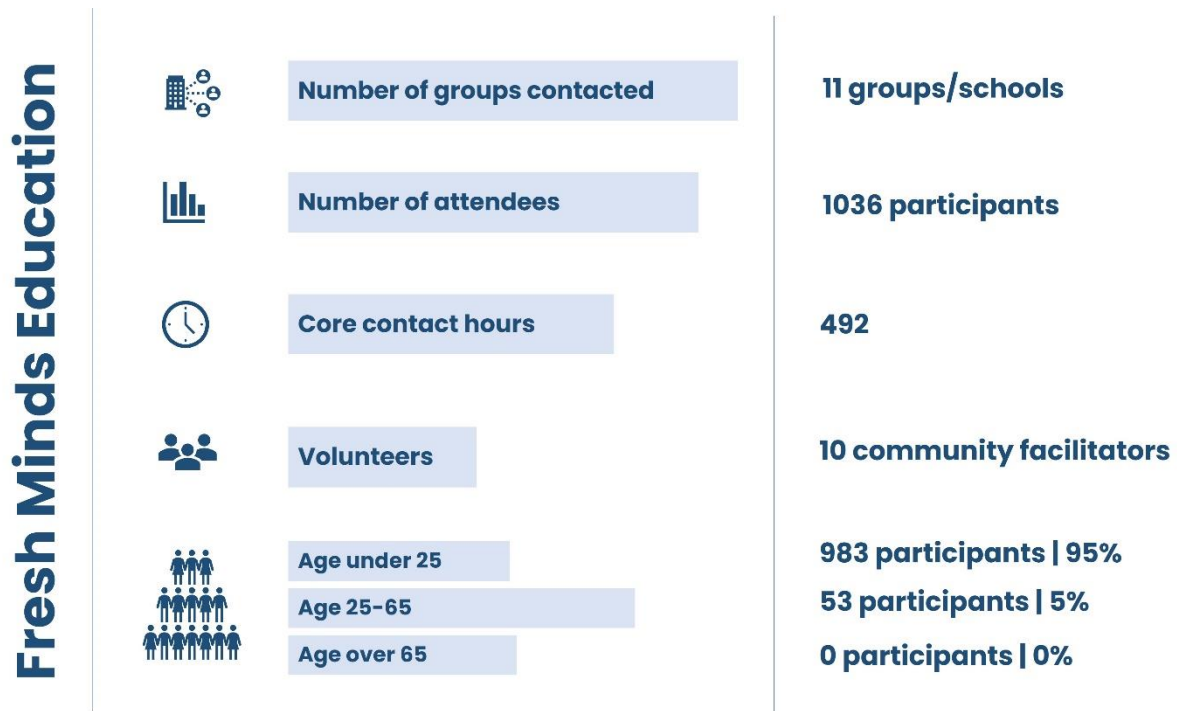 Fresh Minds Education
Number of groups contacted
11 groups/schools
Number of attendees
1036 participants
Core contact hours
492
Volunteers
10 community facilitators
Age under 25
983 participants | 95%
Age 25-65
53 participants | 5%
Age over 65
0 participants | 0%